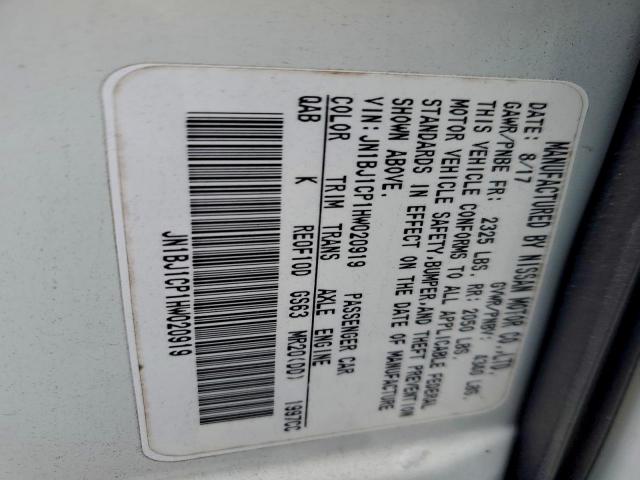 MANUFACTURED BY NISSAN MOTOR CO.,LTD.
DATE: 8/17 GVWR/PNBV: 4360 LBS.
GAWR/PNBE FR: 2325 LBS. RR: 2050 LBS.
THIS VEHICLE CONFORMS TO ALL APPLICABLE FEDERAL
MOTOR VEHICLE SAFETY,BUMPER,AND THEFT PREVENTION
STANDARDS IN EFFECT ON THE DATE OF MANUFACTURE
SHOWN ABOVE.
VIN:JN1BJ1CP1HW020919 PASSENGER CAR
COLOR TRIM TRANS AXLE ENGINE
QAB K RE0F10D GS63 MR20(DD) 1997CC
JN1BJ1CP1HW020919